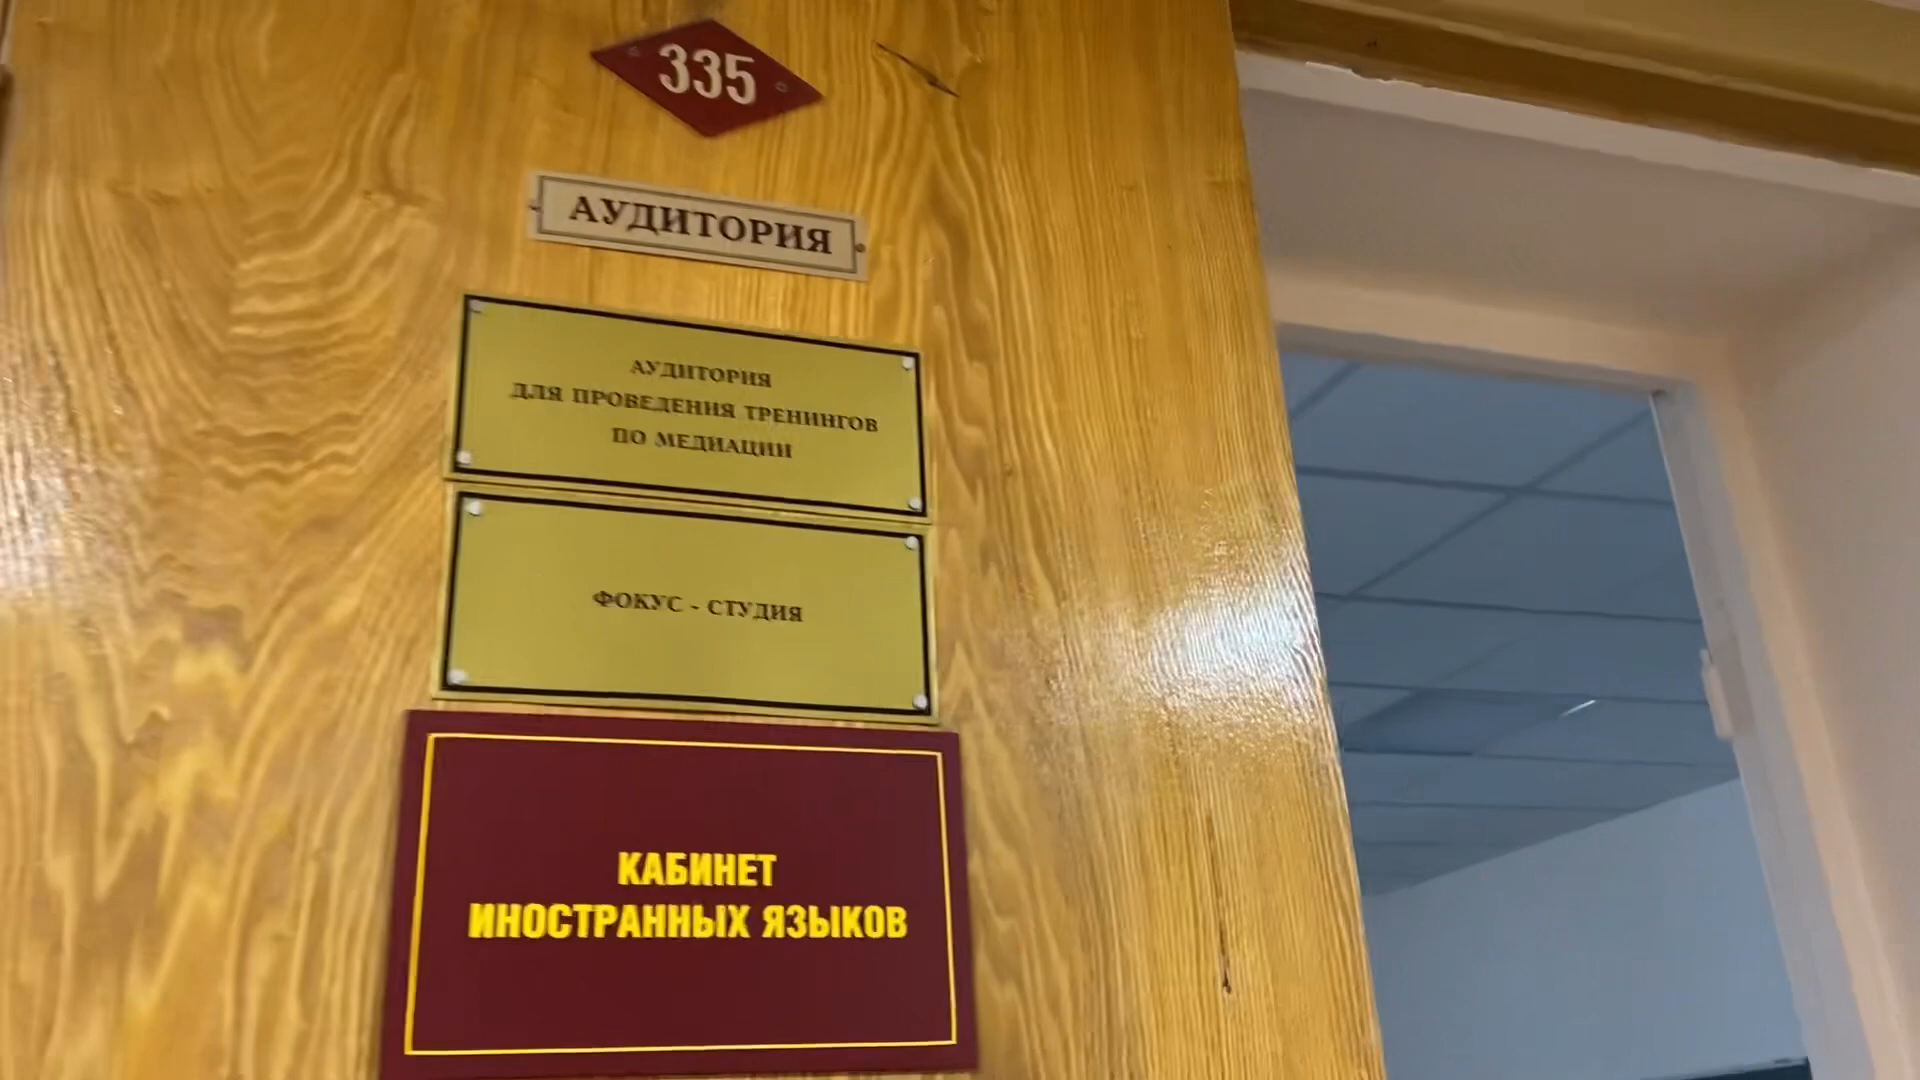 335
АУДИТОРИЯ
АУДИТОРИЯ
ДЛЯ ПРОВЕДЕНИЯ ТРЕНИНГОВ
ПО МЕДИАЦИИ
ФОКУС - СТУДИЯ
КАБИНЕТ
ИНОСТРАННЫХ ЯЗЫКОВ